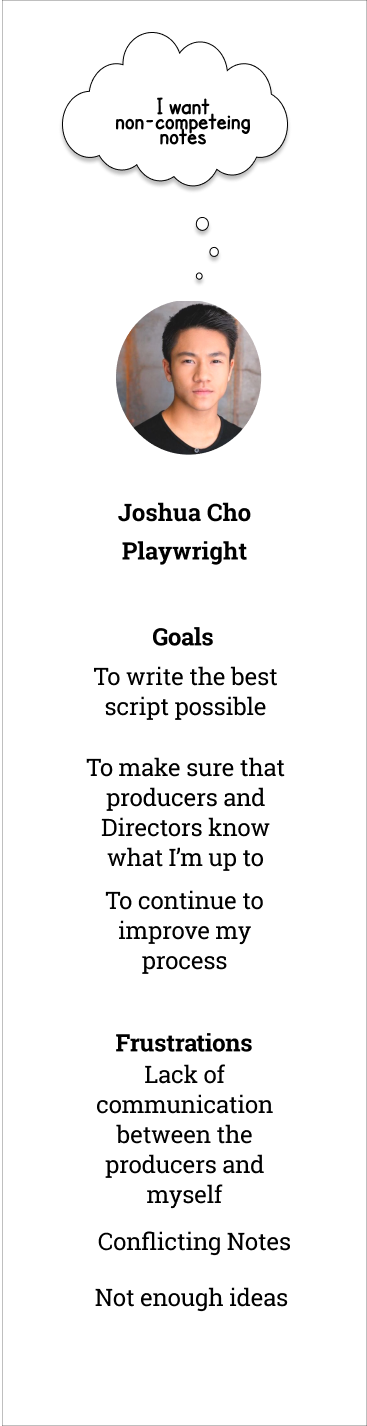 I want
non-competeing
notes
Joshua Cho
Playwright
Goals
To write the best
script possible
To make sure that
producers and
Directors know
what I'm up to
To continue to
improve my
process
Frustrations
Lack of
communication
between the
producers and
myself
Conflicting Notes
Not enough ideas